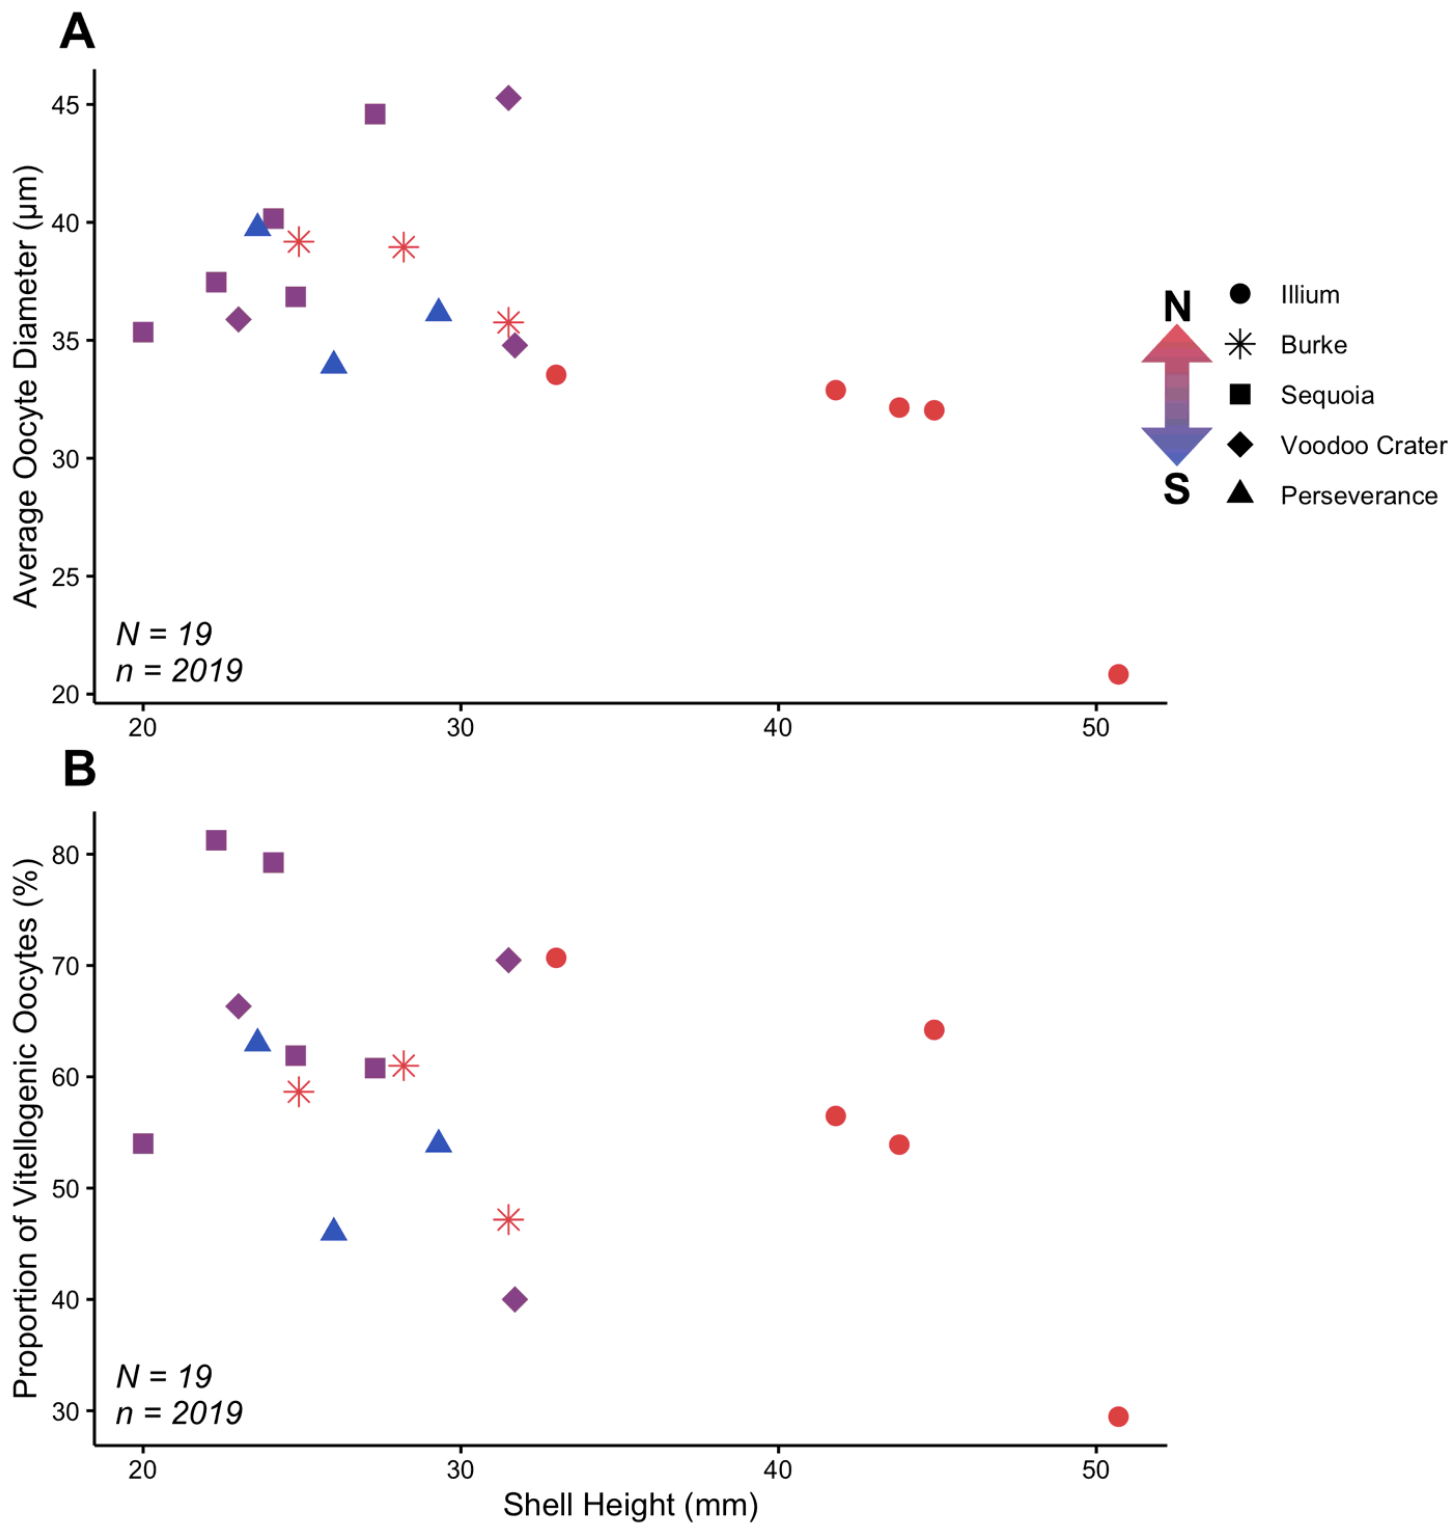 A
Average Oocyte Diameter (µm)
45
40
35
30
25
20
N = 19
n = 2019
20 30 40 50
N
S
Illium
Burke
Sequoia
Voodoo Crater
Perseverance
B
Proportion of Vitellogenic Oocytes (%)
80
70
60
50
40
30
N = 19
n = 2019
20 30 40 50
Shell Height (mm)